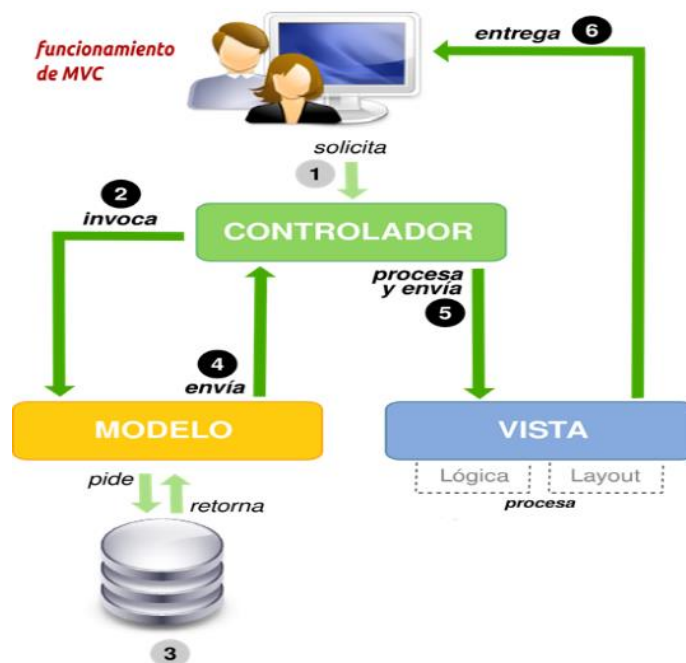 funcionamiento
de MVC
entrega 6
solicita
1
2
invoca
CONTROLADOR
procesa
y envía
5
4
envía
MODELO
VISTA
Lógica
Layout
procesa
pide
retorna
3